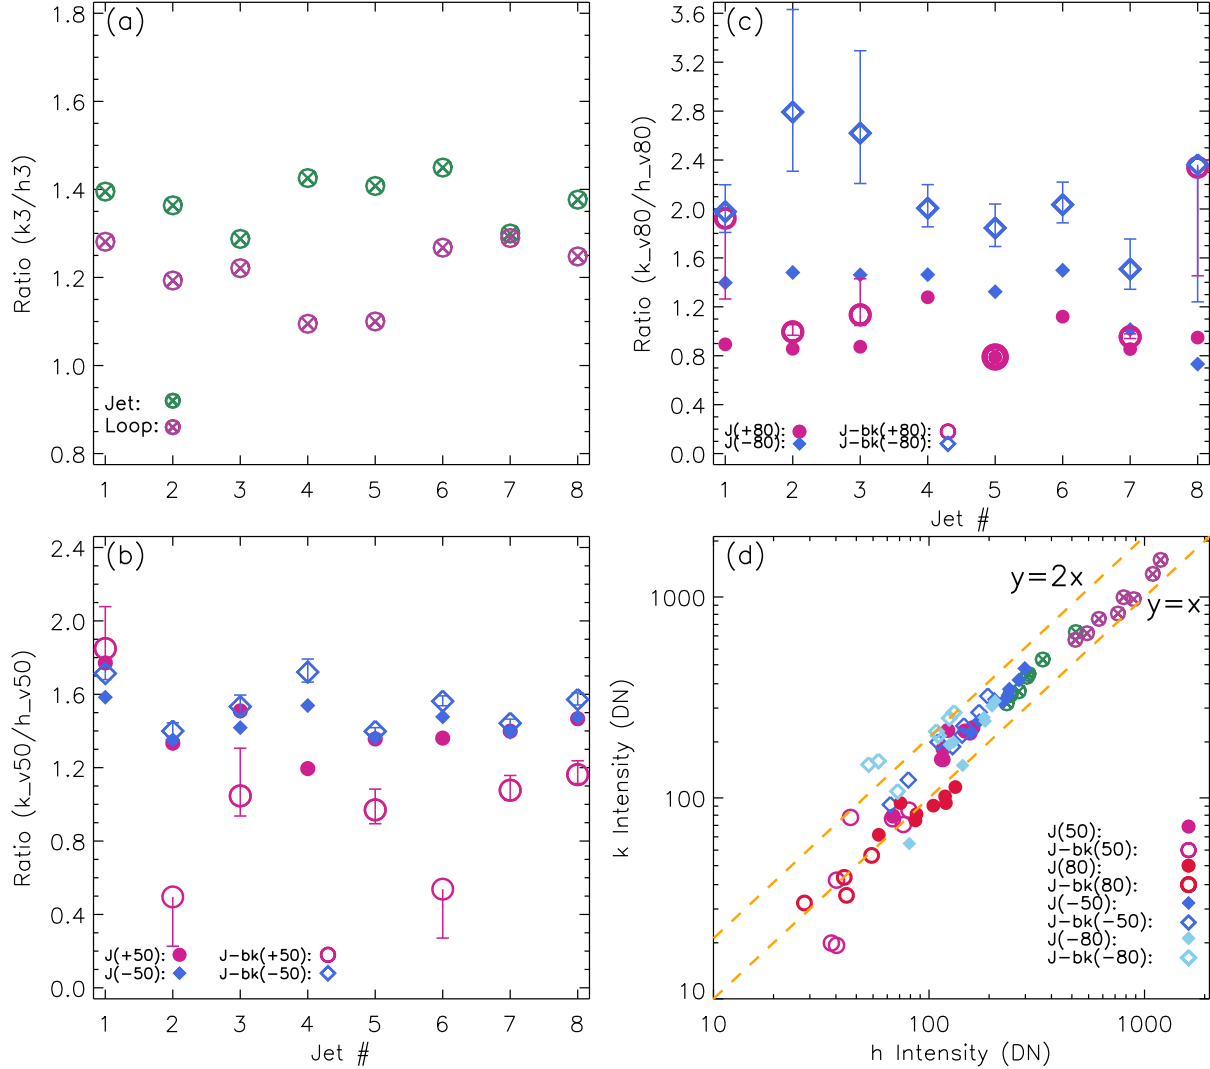 (a)
Ratio (k3/h3)
1.8
1.6
1.4
1.2
1.0
0.8
Jet:
Loop:
1 2 3 4 5 6 7 8
(c)
Ratio (k_v80/h_v80)
3.6
3.2
2.8
2.4
2.0
1.6
1.2
0.8
0.4
0.0
J(+80): J-bk(+80):
J(-80): J-bk(-80):
1 2 3 4 5 6 7 8
Jet #
(b)
Ratio (k_v50/h_v50)
2.4
2.0
1.6
1.2
0.8
0.4
0.0
J(+50): J-bk(+50):
J(-50): J-bk(-50):
1 2 3 4 5 6 7 8
Jet #
(d)
y=2x
y=x
k Intensity (DN)
1000
100
10
J(50):
J-bk(50):
J(80):
J-bk(80):
J(-50):
J-bk(-50):
J(-80):
J-bk(-80):
10 100 1000
h Intensity (DN)